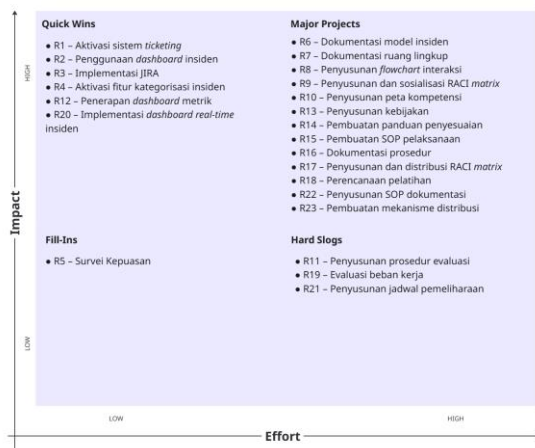 Quick Wins
● R1 – Aktivasi sistem ticketing
● R2 – Penggunaan dashboard insiden
● R3 – Implementasi JIRA
● R4 – Aktivasi fitur kategorisasi insiden
● R12 – Penerapan dashboard metrik
● R20 – Implementasi dashboard real-time
insiden
Major Projects
● R6 – Dokumentasi model insiden
● R7 – Dokumentasi ruang lingkup
● R8 – Penyusunan flowchart interaksi
● R9 – Penyusunan dan sosialisasi RACI matrix
● R10 – Penyusunan peta kompetensi
● R13 – Penyusunan kebijakan
● R14 – Pembuatan panduan penyesuaian
● R15 – Pembuatan SOP pelaksanaan
● R16 – Dokumentasi prosedur
● R17 – Penyusunan dan distribusi RACI matrix
● R18 – Perencanaan pelatihan
● R22 – Penyusunan SOP dokumentasi
● R23 – Pembuatan mekanisme distribusi
Fill-Ins
● R5 – Survei Kepuasan
Hard Slogs
● R11 – Penyusunan prosedur evaluasi
● R19 – Evaluasi beban kerja
● R21 – Penyusunan jadwal pemeliharaan
HIGH
Impact
LOW
LOW
HIGH
Effort